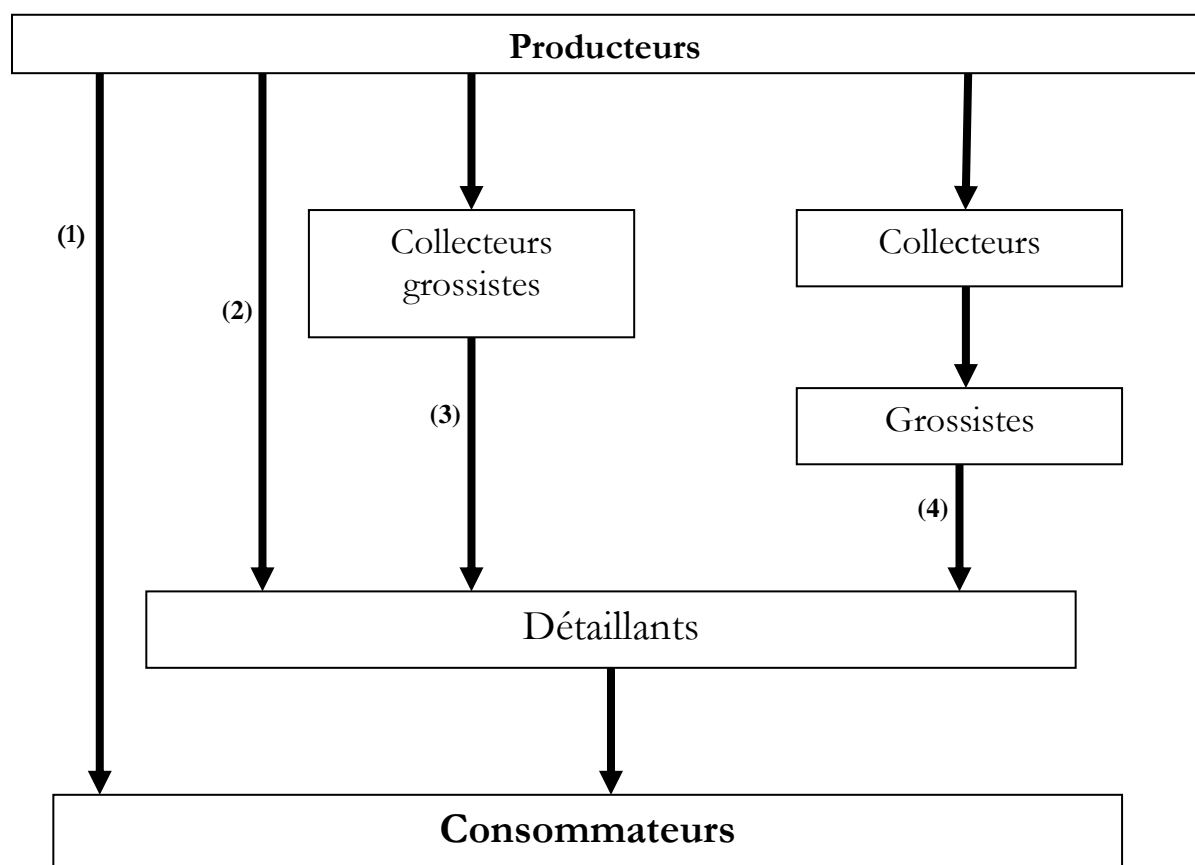 Producteurs
(1)
Collecteurs
grossistes
Collecteurs
(2)
(3)
Grossistes
(4)
Détaillants
Consommateurs